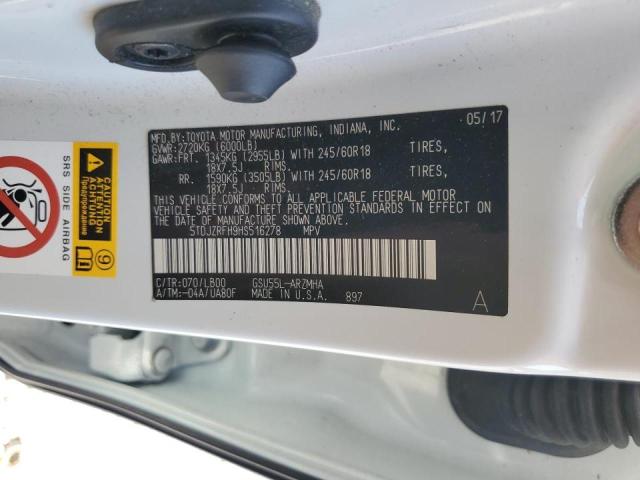 MFD.BY:TOYOTA MOTOR MANUFACTURING, INDIANA, INC. 05/17
GVWR:2720KG (6000LB)
GAWR:FRT. 1345KG (2955LB) WITH 245/60R18 TIRES,
18X7.5J RIMS.
RR. 1590KG (3505LB) WITH 245/60R18 TIRES,
18X7.5J RIMS.
THIS VEHICLE CONFORMS TO ALL APPLICABLE FEDERAL MOTOR
VEHICLE SAFETY AND THEFT PREVENTION STANDARDS IN EFFECT ON
THE DATE OF MANUFACTURE SHOWN ABOVE.
5TDJZRFH9HS516278 MPV
C/TR:070/LB00 GSU55L-ARZMHA
A/TM:-04A/UA80F MADE IN U.S.A. 897 A
SRS SIDE AIRBAG
CAUTION
ATTENTION
Предупреждение
9